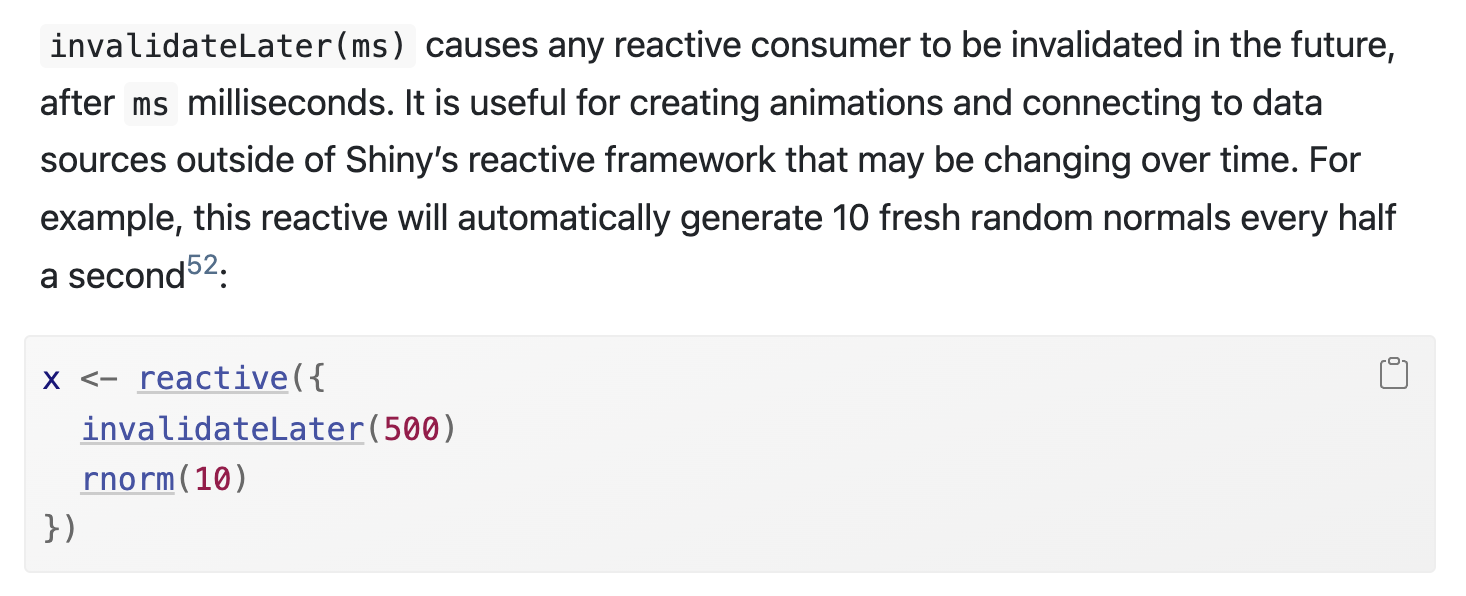 invalidateLater(ms) causes any reactive consumer to be invalidated in the future,
after ms milliseconds. It is useful for creating animations and connecting to data
sources outside of Shiny’s reactive framework that may be changing over time. For
example, this reactive will automatically generate 10 fresh random normals every half
a second52:
x <- reactive({
  invalidateLater(500)
  rnorm(10)
})